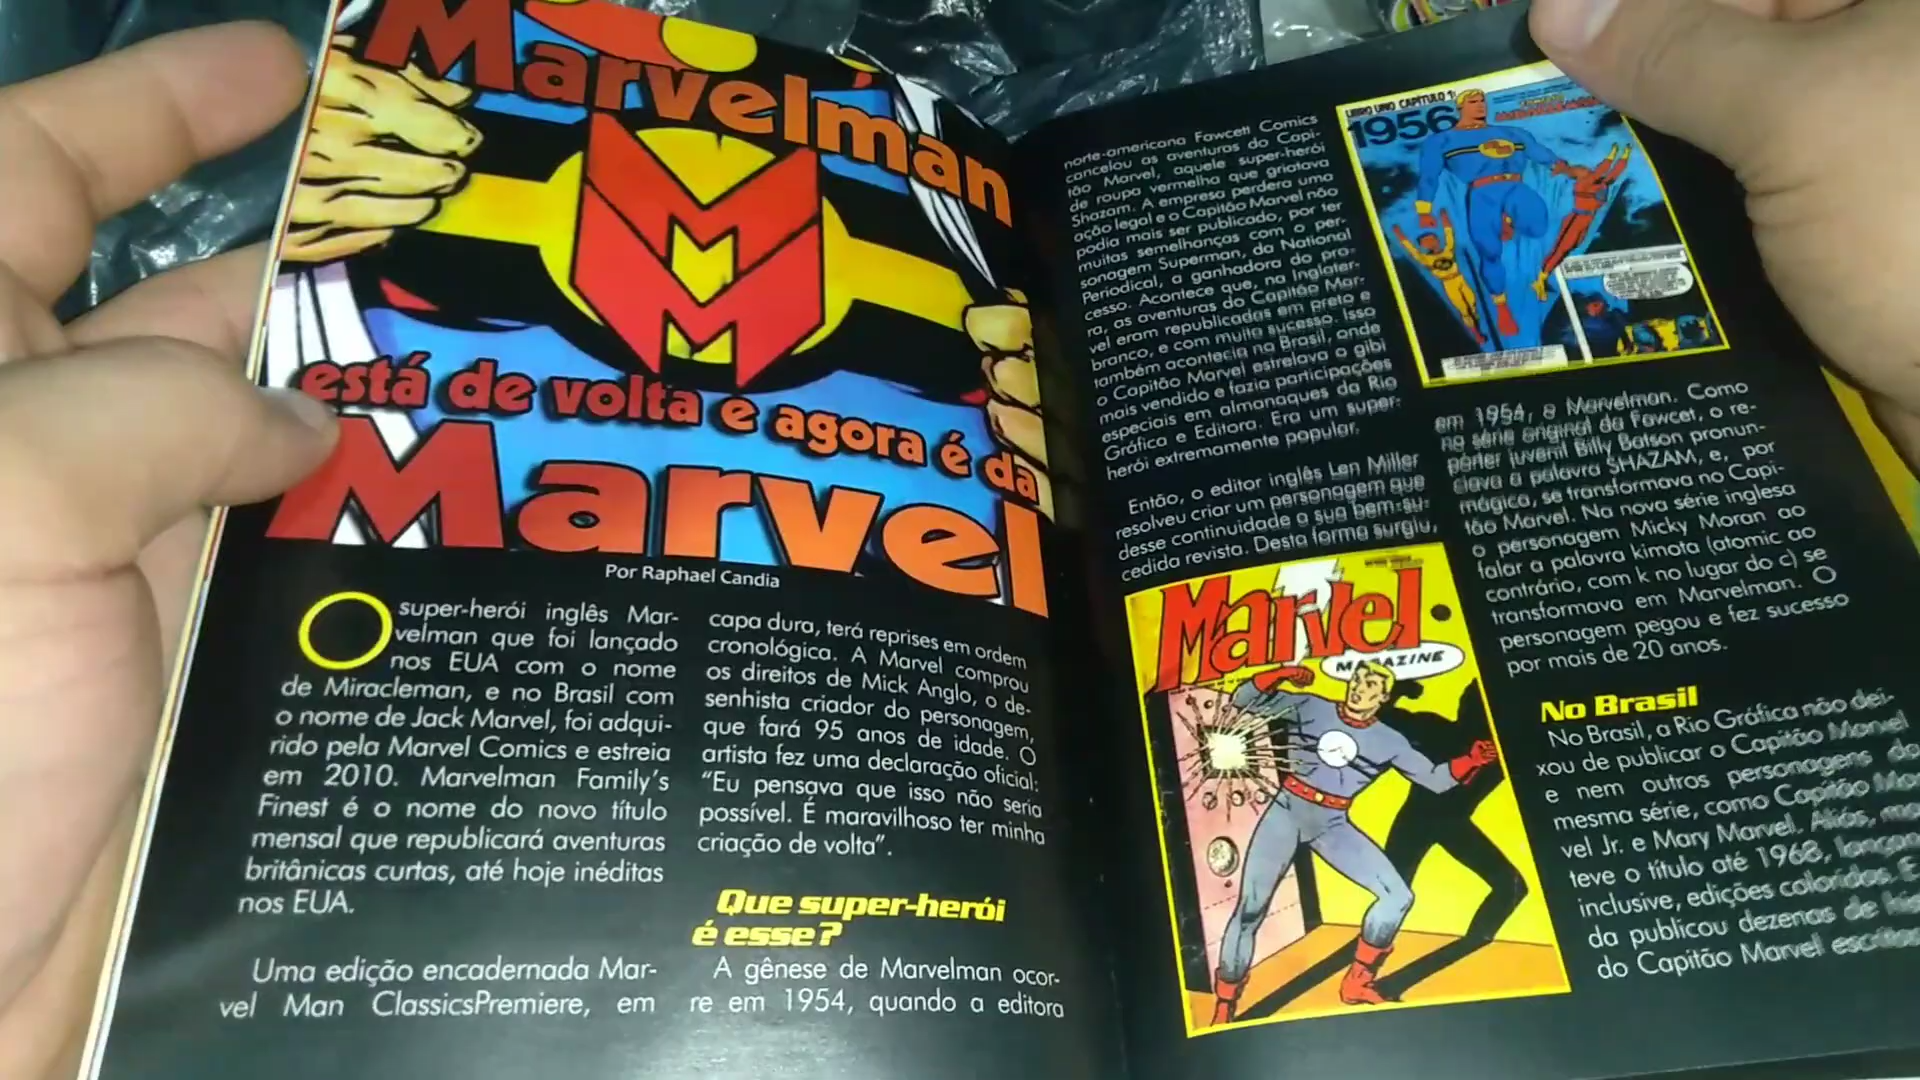 Marvelman
está de volta e agora é da
Marvel
Por Raphael Candia
O super-herói inglês Mar-
velman que foi lançado
nos EUA com o nome
de Miracleman, e no Brasil com
o nome de Jack Marvel, foi adqui-
rido pela Marvel Comics e estreia
em 2010. Marvelman Family's
Finest é o nome do novo título
mensal que republicará aventuras
britânicas curtas, até hoje inéditas
nos EUA.
Uma edição encadernada Mar-
vel Man ClassicsPremiere, em
capa dura, terá reprises em ordem
cronológica. A Marvel comprou
os direitos de Mick Anglo, o de-
senhista criador do personagem,
que fará 95 anos de idade. O
artista fez uma declaração oficial:
"Eu pensava que isso não seria
possível. É maravilhoso ter minha
criação de volta".
Que super-herói
é esse?
A gênese de Marvelman ocor-
re em 1954, quando a editora
norte-americana Fawcett Comics
cancelou as aventuras do Capi-
tão Marvel, aquele super-herói
de roupa vermelha que gritava
Shazam. A empresa perdera uma
ação legal e o Capitão Marvel não
podia mais ser publicado, por ter
muitas semelhanças com o per-
sonagem Superman, da National
Periodical, a ganhadora do pro-
cesso. Acontece que, na Inglater-
ra, as aventuras do Capitão Mar-
vel eram republicadas em preto e
branco, e com muito sucesso. Isso
também acontecia no Brasil, onde
o Capitão Marvel estrelava o gibi
mais vendido e fazia participações
especiais em almanaques da Rio
Gráfica e Editora. Era um super-
herói extremamente popular.
Então, o editor inglês Len Miller
resolveu criar um personagem que
desse continuidade a sua bem-su-
cedida revista. Desta forma surgiu,
Marvel
MAGAZINE
LIBRO UNO CAPÍTULO 1:
1956
em 1954, o Marvelman. Como
na série original da Fawcet, o re-
pórter juvenil Billy Batson pronun-
ciava a palavra SHAZAM, e, por
mágica, se transformava no Capi-
tão Marvel. Na nova série inglesa
o personagem Micky Moran ao
falar a palavra kimota (atomic ao
contrário, com k no lugar do c) se
transformava em Marvelman. O
personagem pegou e fez sucesso
por mais de 20 anos.
No Brasil
No Brasil, a Rio Gráfica não dei-
xou de publicar o Capitão Marvel
e nem outros personagens da
mesma série, como Capitão Mar-
vel Jr. e Mary Marvel. Aliás,
teve o título até 1968,
inclusive, edições coloridas.
da publicou dezenas de
do Capitão Marvel